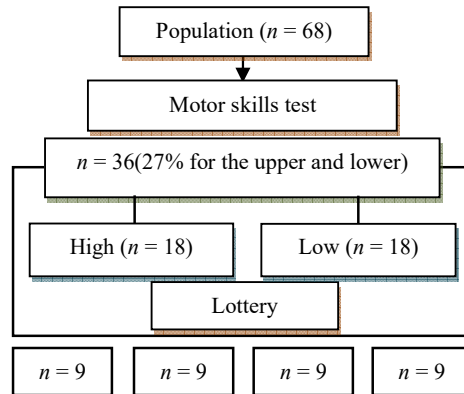 Population (n = 68)
Motor skills test
n = 36(27% for the upper and lower)
High (n = 18)
Low (n = 18)
Lottery
n = 9
n = 9
n = 9
n = 9